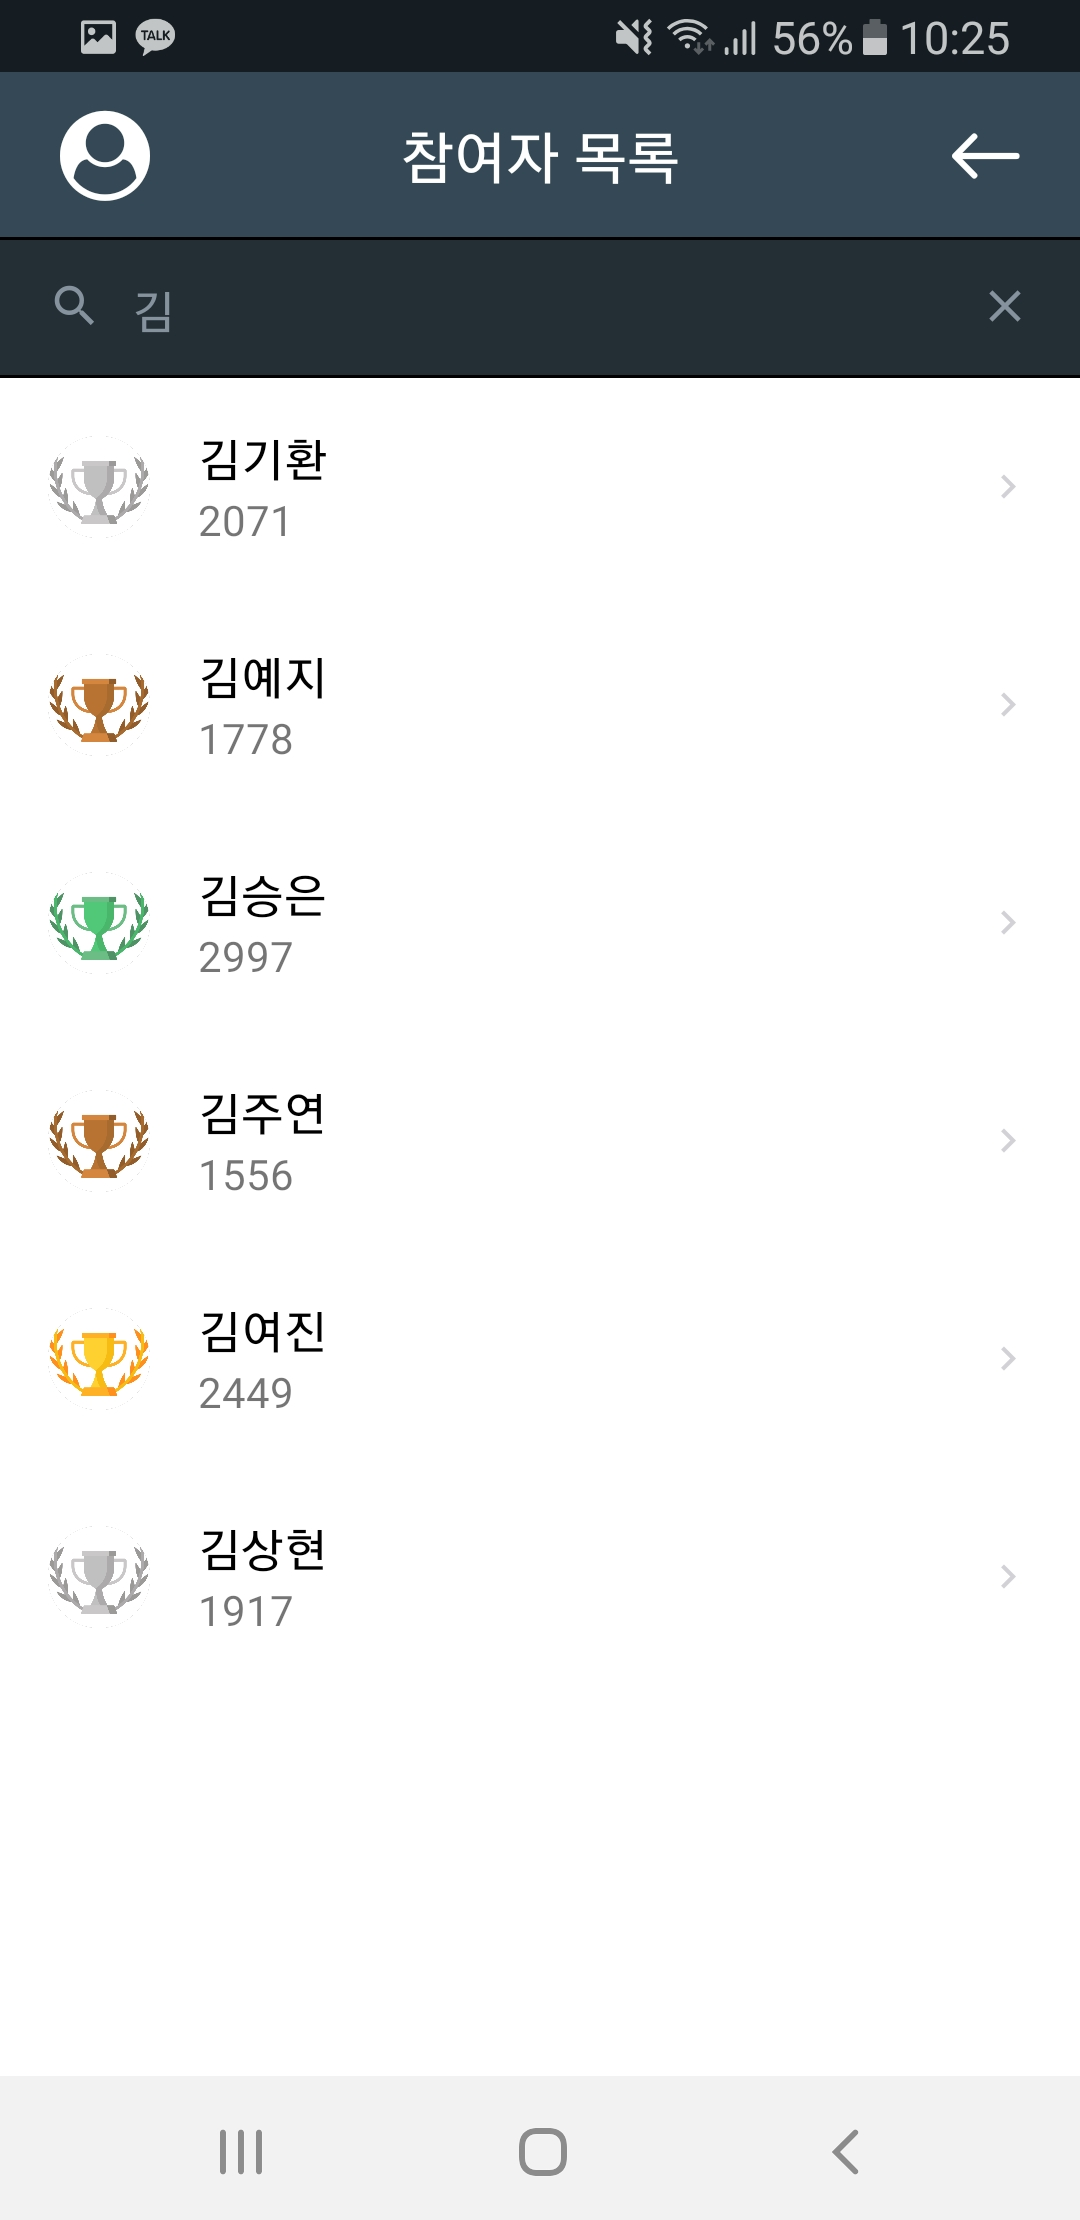 TALK 56% 10:25
참여자 목록
김
김기환
2071
김예지
1778
김승은
2997
김주연
1556
김여진
2449
김상현
1917